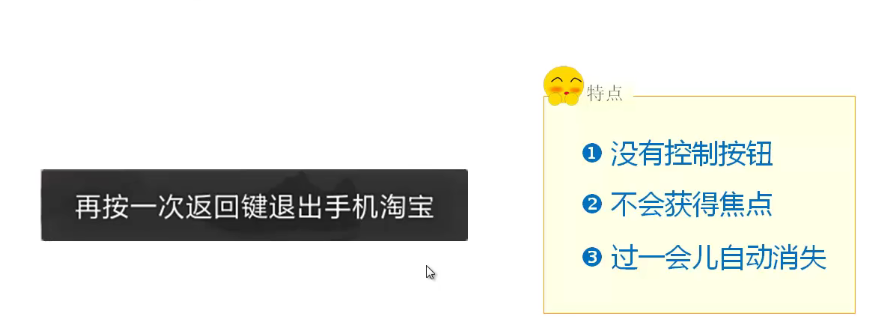 再按一次返回键退出手机淘宝
特点
❶ 没有控制按钮
❷ 不会获得焦点
❸ 过一会儿自动消失